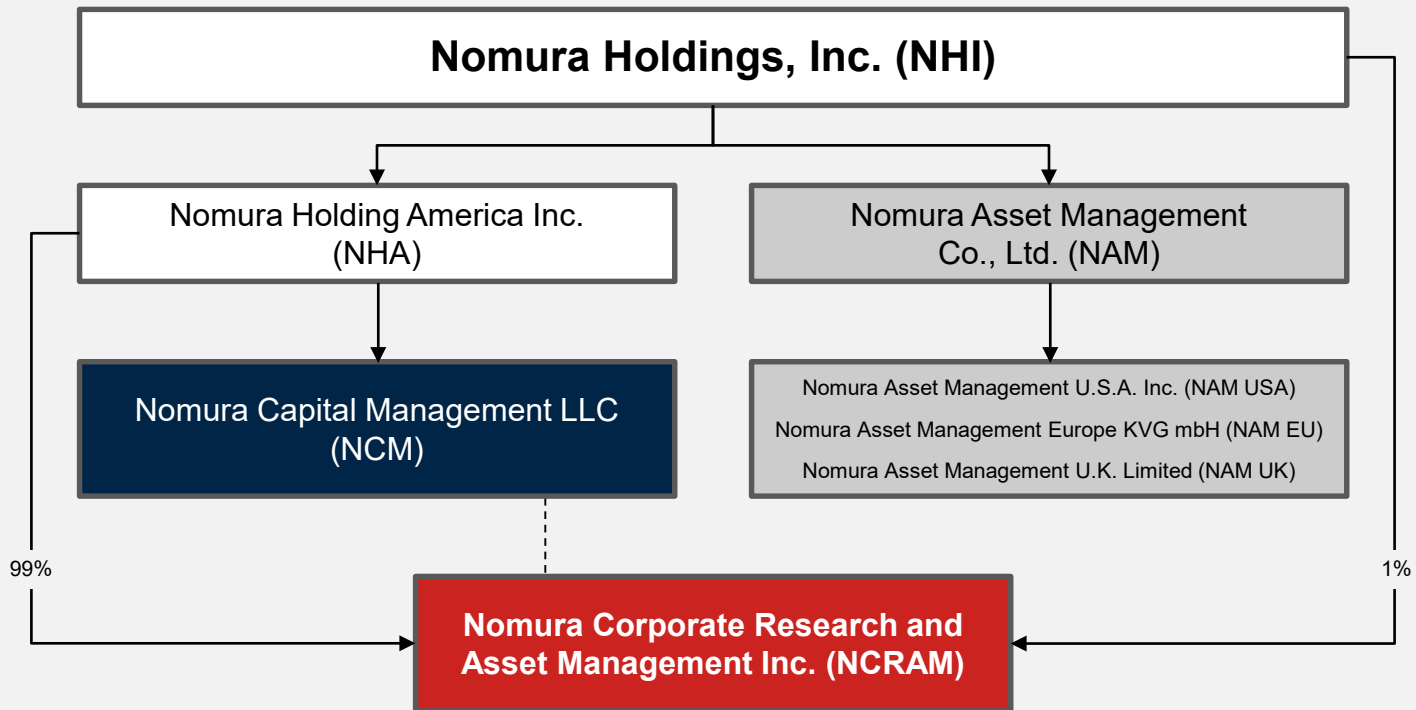 Nomura Holdings, Inc. (NHI)
Nomura Holding America Inc.
(NHA)
Nomura Asset Management
Co., Ltd. (NAM)
Nomura Capital Management LLC
(NCM)
Nomura Asset Management U.S.A. Inc. (NAM USA)
Nomura Asset Management Europe KVG mbH (NAM EU)
Nomura Asset Management U.K. Limited (NAM UK)
99%
1%
Nomura Corporate Research and
Asset Management Inc. (NCRAM)